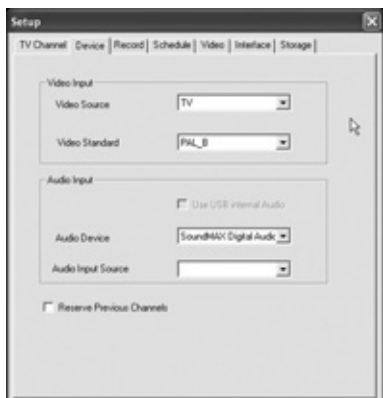 Setup
TV Channel Device Record Schedule Video Interface Storage
Video Input
Video Source TV
Video Standard PAL_B
Audio Input
Use USB internal Audio
Audio Device SoundMAX Digital Audic
Audio Input Source
Reserve Previous Channels